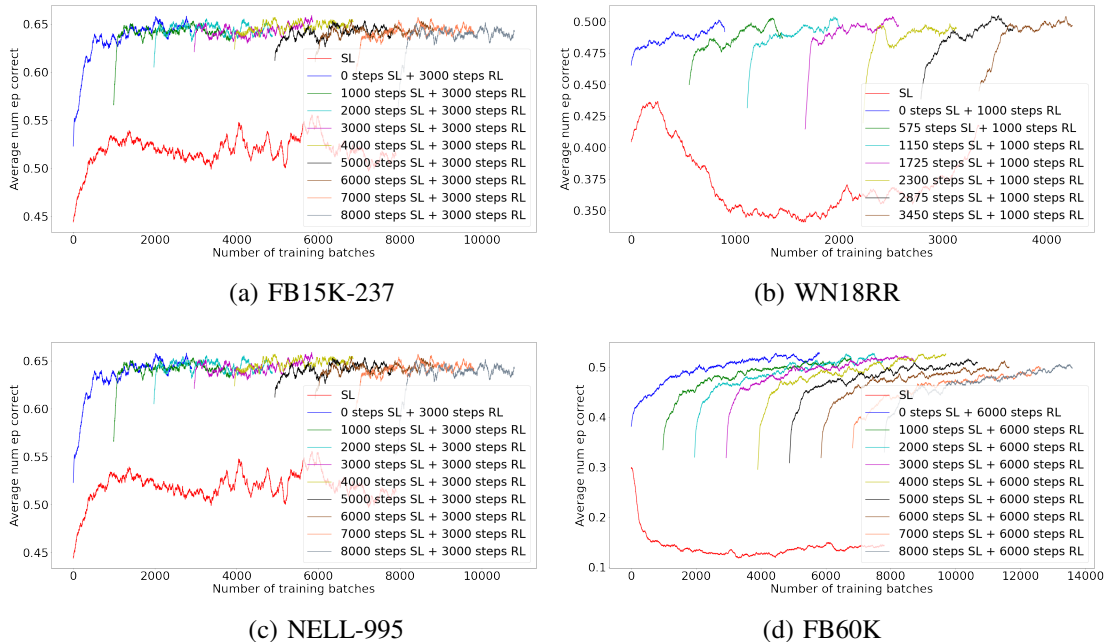 0.65
0.60
0.55
0.50
0.45
Average num ep correct
SL
0 steps SL + 3000 steps RL
1000 steps SL + 3000 steps RL
2000 steps SL + 3000 steps RL
3000 steps SL + 3000 steps RL
4000 steps SL + 3000 steps RL
5000 steps SL + 3000 steps RL
6000 steps SL + 3000 steps RL
7000 steps SL + 3000 steps RL
8000 steps SL + 3000 steps RL
0 2000 4000 6000 8000 10000
Number of training batches
(a) FB15K-237
0.500
0.475
0.450
0.425
0.400
0.375
0.350
Average num ep correct
SL
0 steps SL + 1000 steps RL
575 steps SL + 1000 steps RL
1150 steps SL + 1000 steps RL
1725 steps SL + 1000 steps RL
2300 steps SL + 1000 steps RL
2875 steps SL + 1000 steps RL
3450 steps SL + 1000 steps RL
0 1000 2000 3000 4000
Number of training batches
(b) WN18RR
0.65
0.60
0.55
0.50
0.45
Average num ep correct
SL
0 steps SL + 3000 steps RL
1000 steps SL + 3000 steps RL
2000 steps SL + 3000 steps RL
3000 steps SL + 3000 steps RL
4000 steps SL + 3000 steps RL
5000 steps SL + 3000 steps RL
6000 steps SL + 3000 steps RL
7000 steps SL + 3000 steps RL
8000 steps SL + 3000 steps RL
0 2000 4000 6000 8000 10000
Number of training batches
(c) NELL-995
0.5
0.4
0.3
0.2
0.1
Average num ep correct
SL
0 steps SL + 6000 steps RL
1000 steps SL + 6000 steps RL
2000 steps SL + 6000 steps RL
3000 steps SL + 6000 steps RL
4000 steps SL + 6000 steps RL
5000 steps SL + 6000 steps RL
6000 steps SL + 6000 steps RL
7000 steps SL + 6000 steps RL
8000 steps SL + 6000 steps RL
0 2000 4000 6000 8000 10000 12000 14000
Number of training batches
(d) FB60K